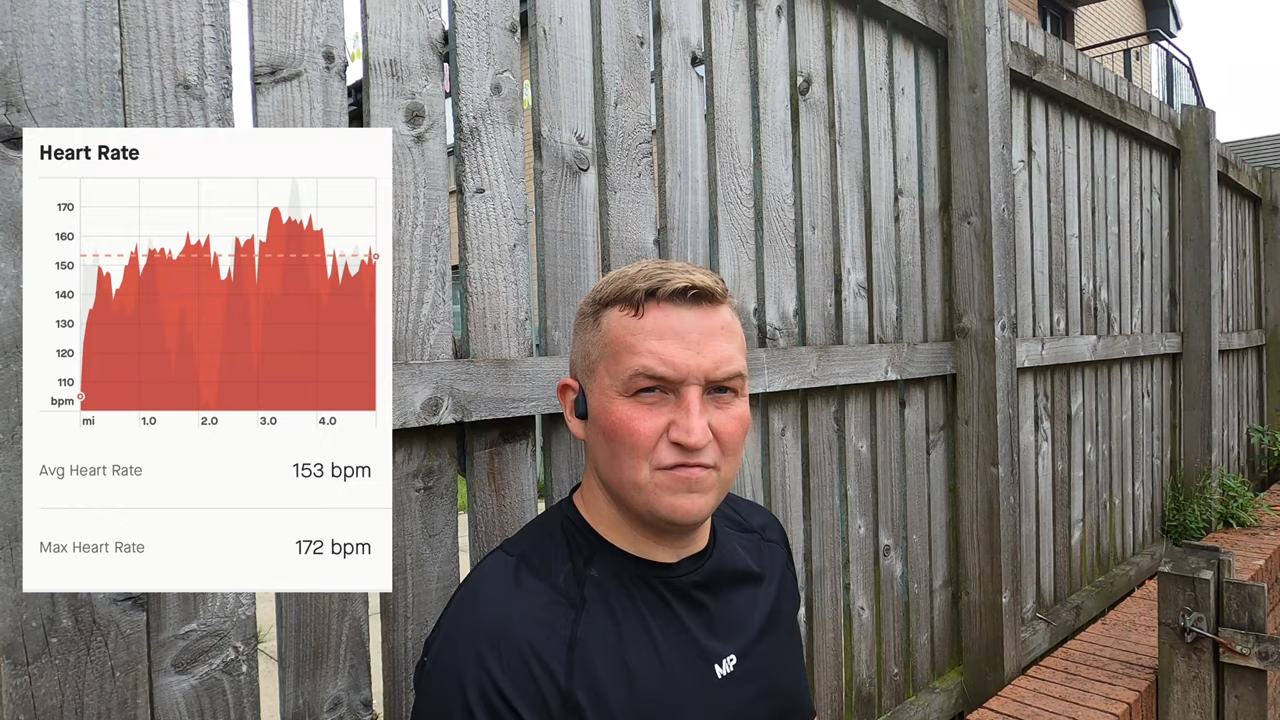 Heart Rate
170
160
150
140
130
120
110
bpm
mi 1.0 2.0 3.0 4.0
Avg Heart Rate 153 bpm
Max Heart Rate 172 bpm
MP